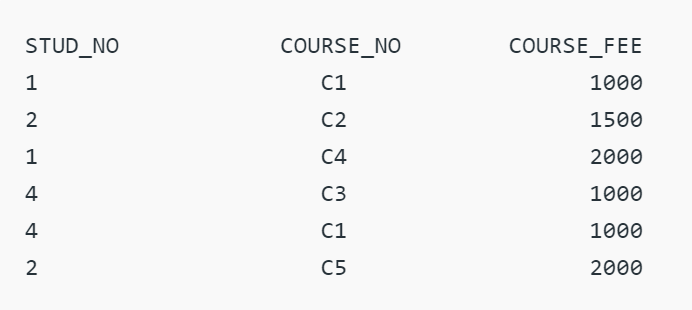 STUD_NO COURSE_NO COURSE_FEE
1 C1 1000
2 C2 1500
1 C4 2000
4 C3 1000
4 C1 1000
2 C5 2000